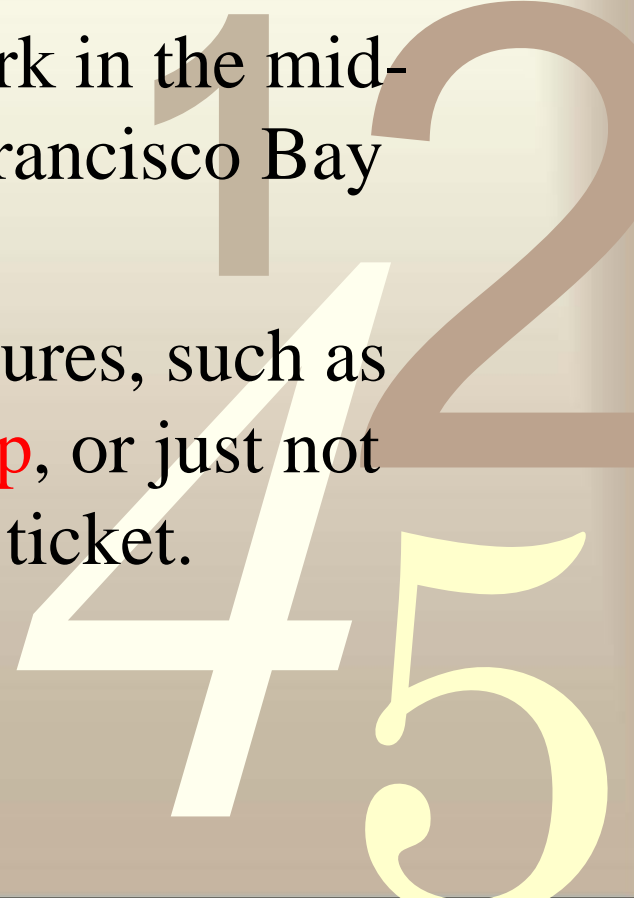 rk in the mid-
rancisco Bay
ures, such as
p, or just not
ticket.
1 2
4
5